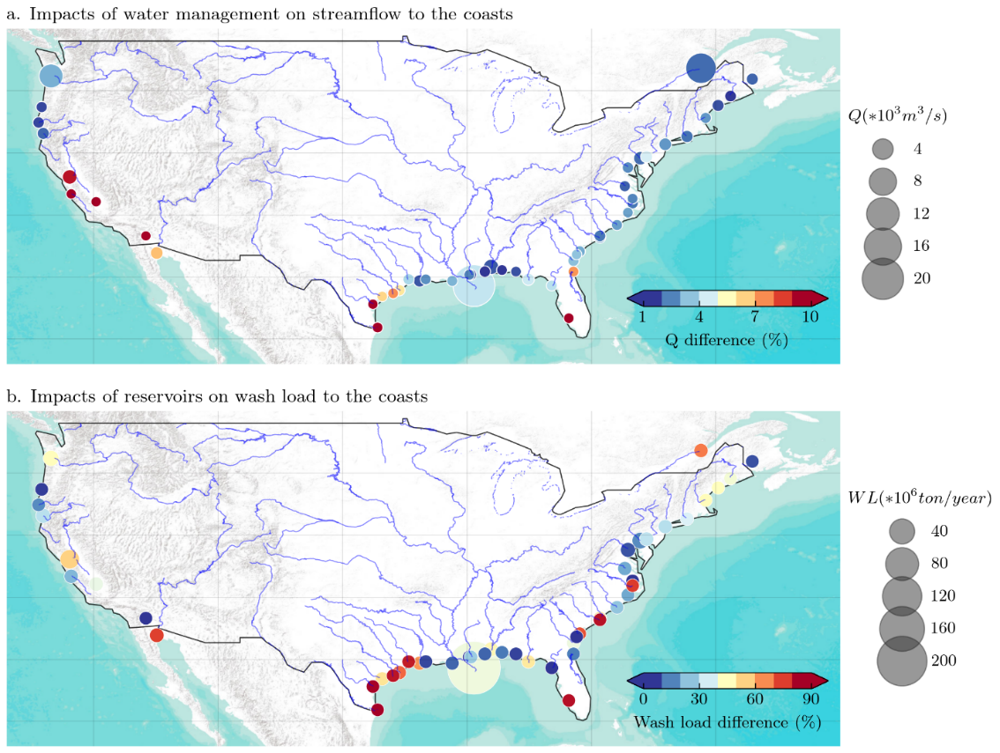 a. Impacts of water management on streamflow to the coasts
Q(∗10³m³/s)
4
8
12
16
20
1 4 7 10
Q difference (%)
b. Impacts of reservoirs on wash load to the coasts
WL(∗10⁶ton/year)
40
80
120
160
200
0 30 60 90
Wash load difference (%)